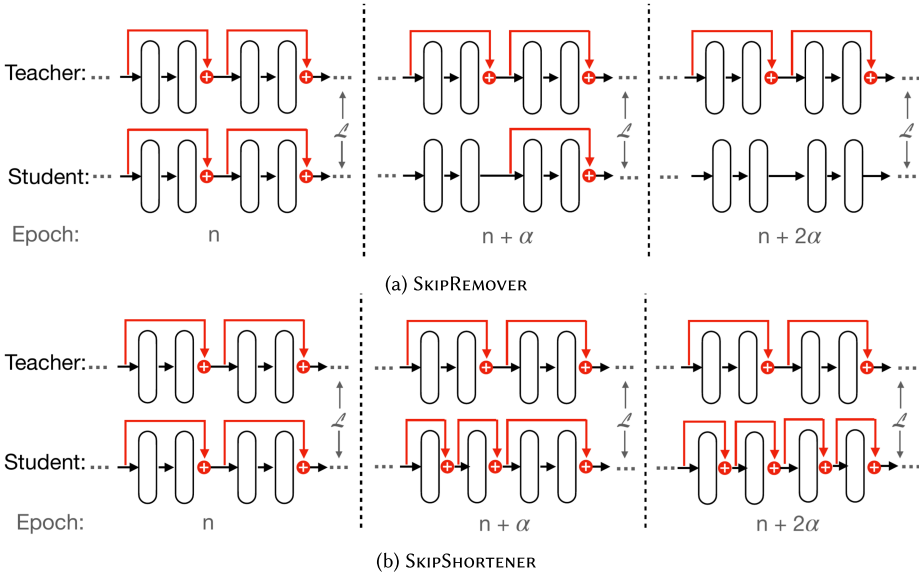 Teacher:
ℒ
ℒ
ℒ
Student:
Epoch: n n + α n + 2α
(a) SKIPREMOVER
Teacher:
ℒ
ℒ
ℒ
Student:
Epoch: n n + α n + 2α
(b) SKIPSHORTENER